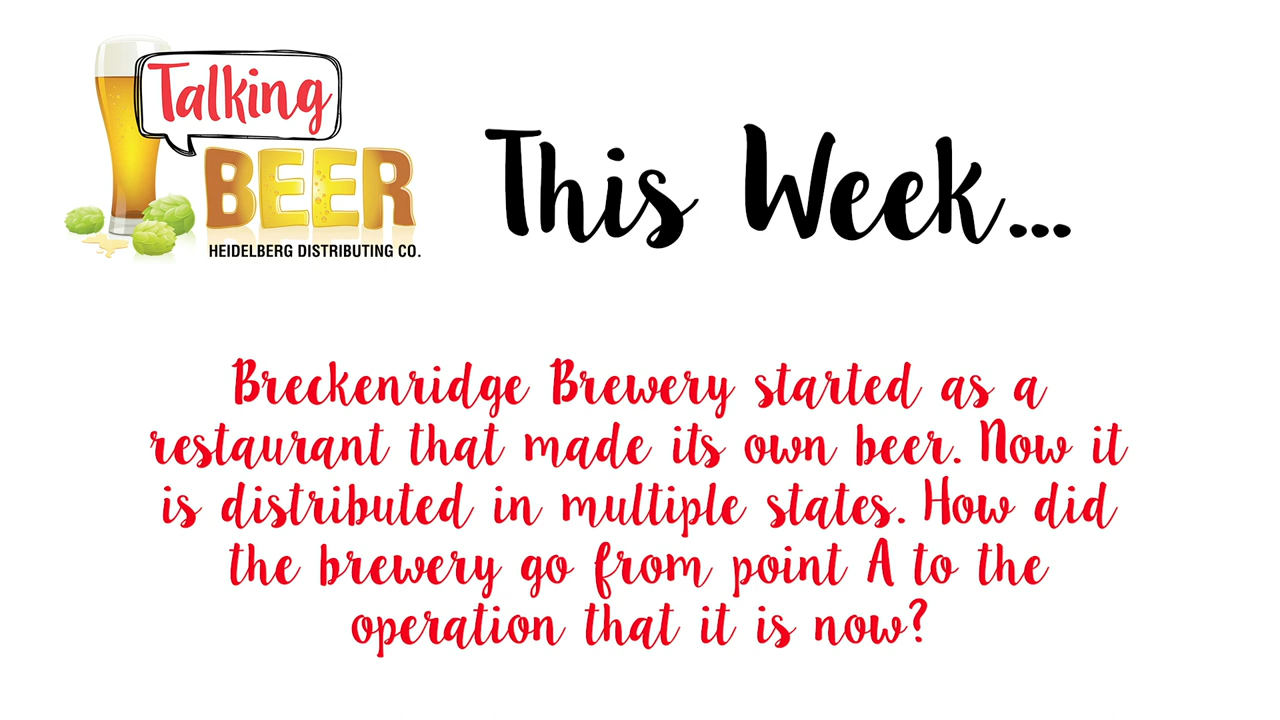 Talking
BEER
HEIDELBERG DISTRIBUTING CO.
This Week...
Breckenridge Brewery started as a
restaurant that made its own beer. Now it
is distributed in multiple states. How did
the brewery go from point A to the
operation that it is now?